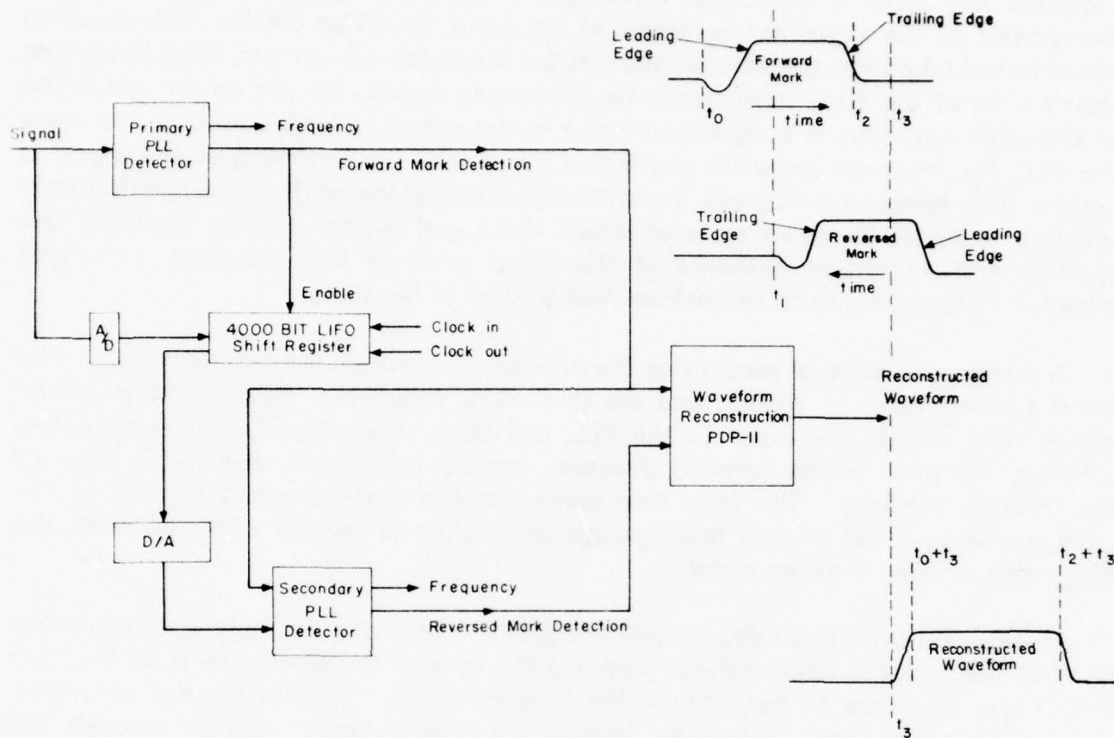 Trailing Edge
Leading
Edge
Forward
Mark
t0
time
t2
t3
Signal
Primary
PLL
Detector
Frequency
Forward Mark Detection
Trailing
Edge
Reversed
Mark
Leading
Edge
t1
time
Enable
A/D
4000 BIT LIFO
Shift Register
Clock in
Clock out
Waveform
Reconstruction
PDP-11
Reconstructed
Waveform
D/A
Secondary
PLL
Detector
Frequency
Reversed Mark Detection
t0+t3
t2+t3
Reconstructed
Waveform
t3